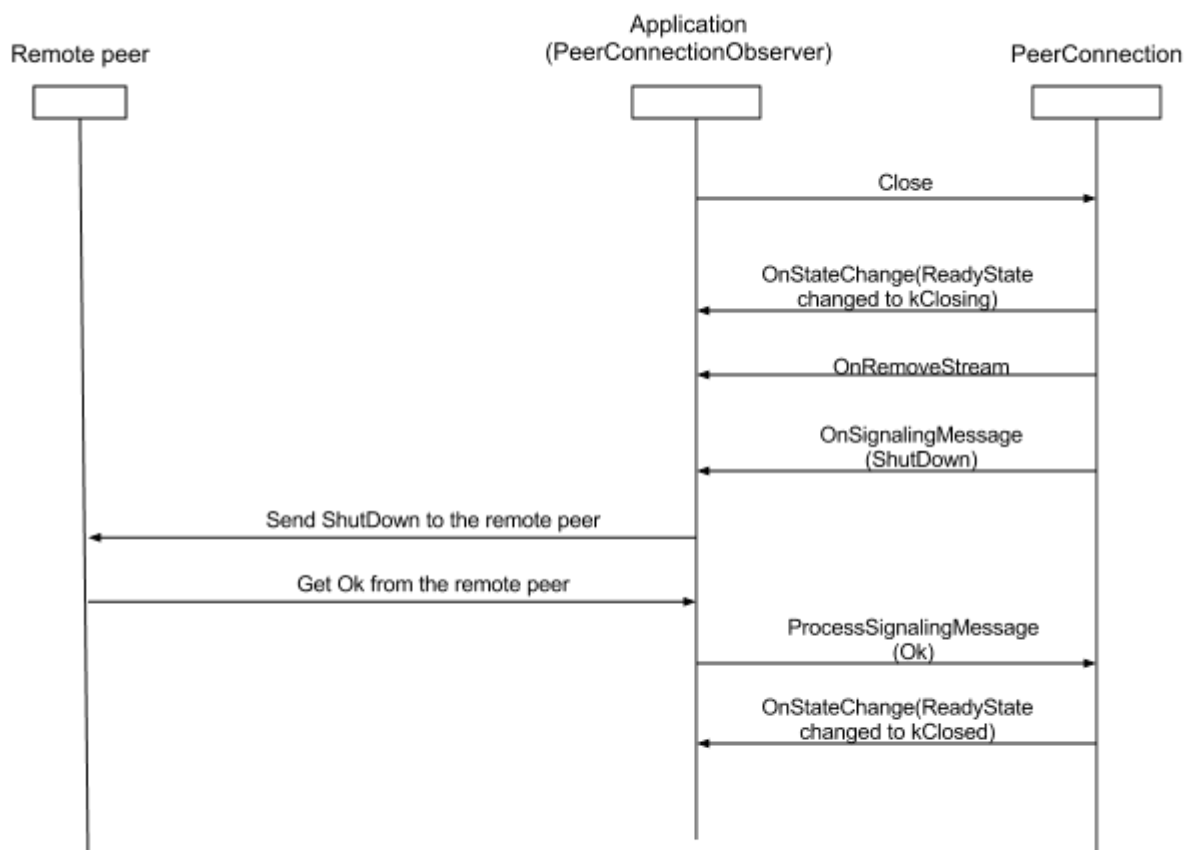 Remote peer
Application
(PeerConnectionObserver)
PeerConnection
Close
OnStateChange(ReadyState
changed to kClosing)
OnRemoveStream
OnSignalingMessage
(ShutDown)
Send ShutDown to the remote peer
Get Ok from the remote peer
ProcessSignalingMessage
(Ok)
OnStateChange(ReadyState
changed to kClosed)